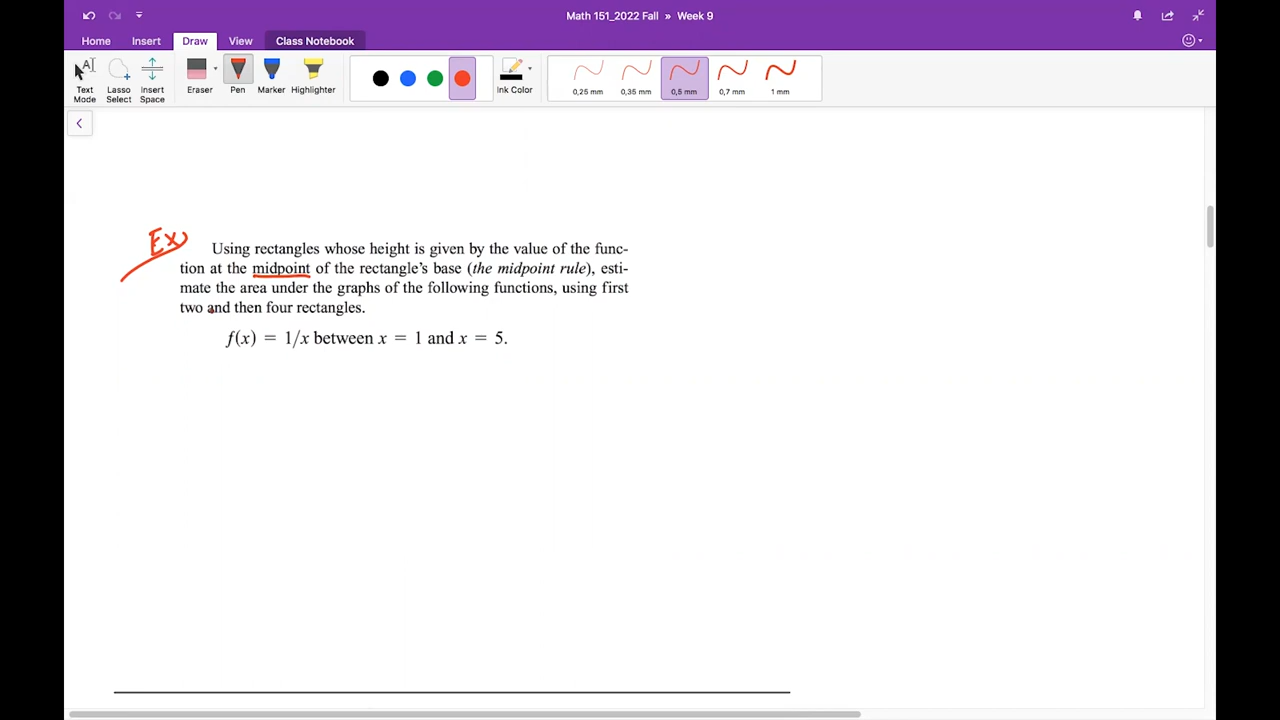 Math 151_2022 Fall » Week 9
Home Insert Draw View Class Notebook
Text Mode
Lasso Select
Insert Space
Eraser
Pen
Marker
Highlighter
Ink Color
0,25 mm
0,35 mm
0,5 mm
0,7 mm
1 mm
Ex
Using rectangles whose height is given by the value of the func-
tion at the midpoint of the rectangle's base (the midpoint rule), esti-
mate the area under the graphs of the following functions, using first
two and then four rectangles.
f(x) = 1/x between x = 1 and x = 5.